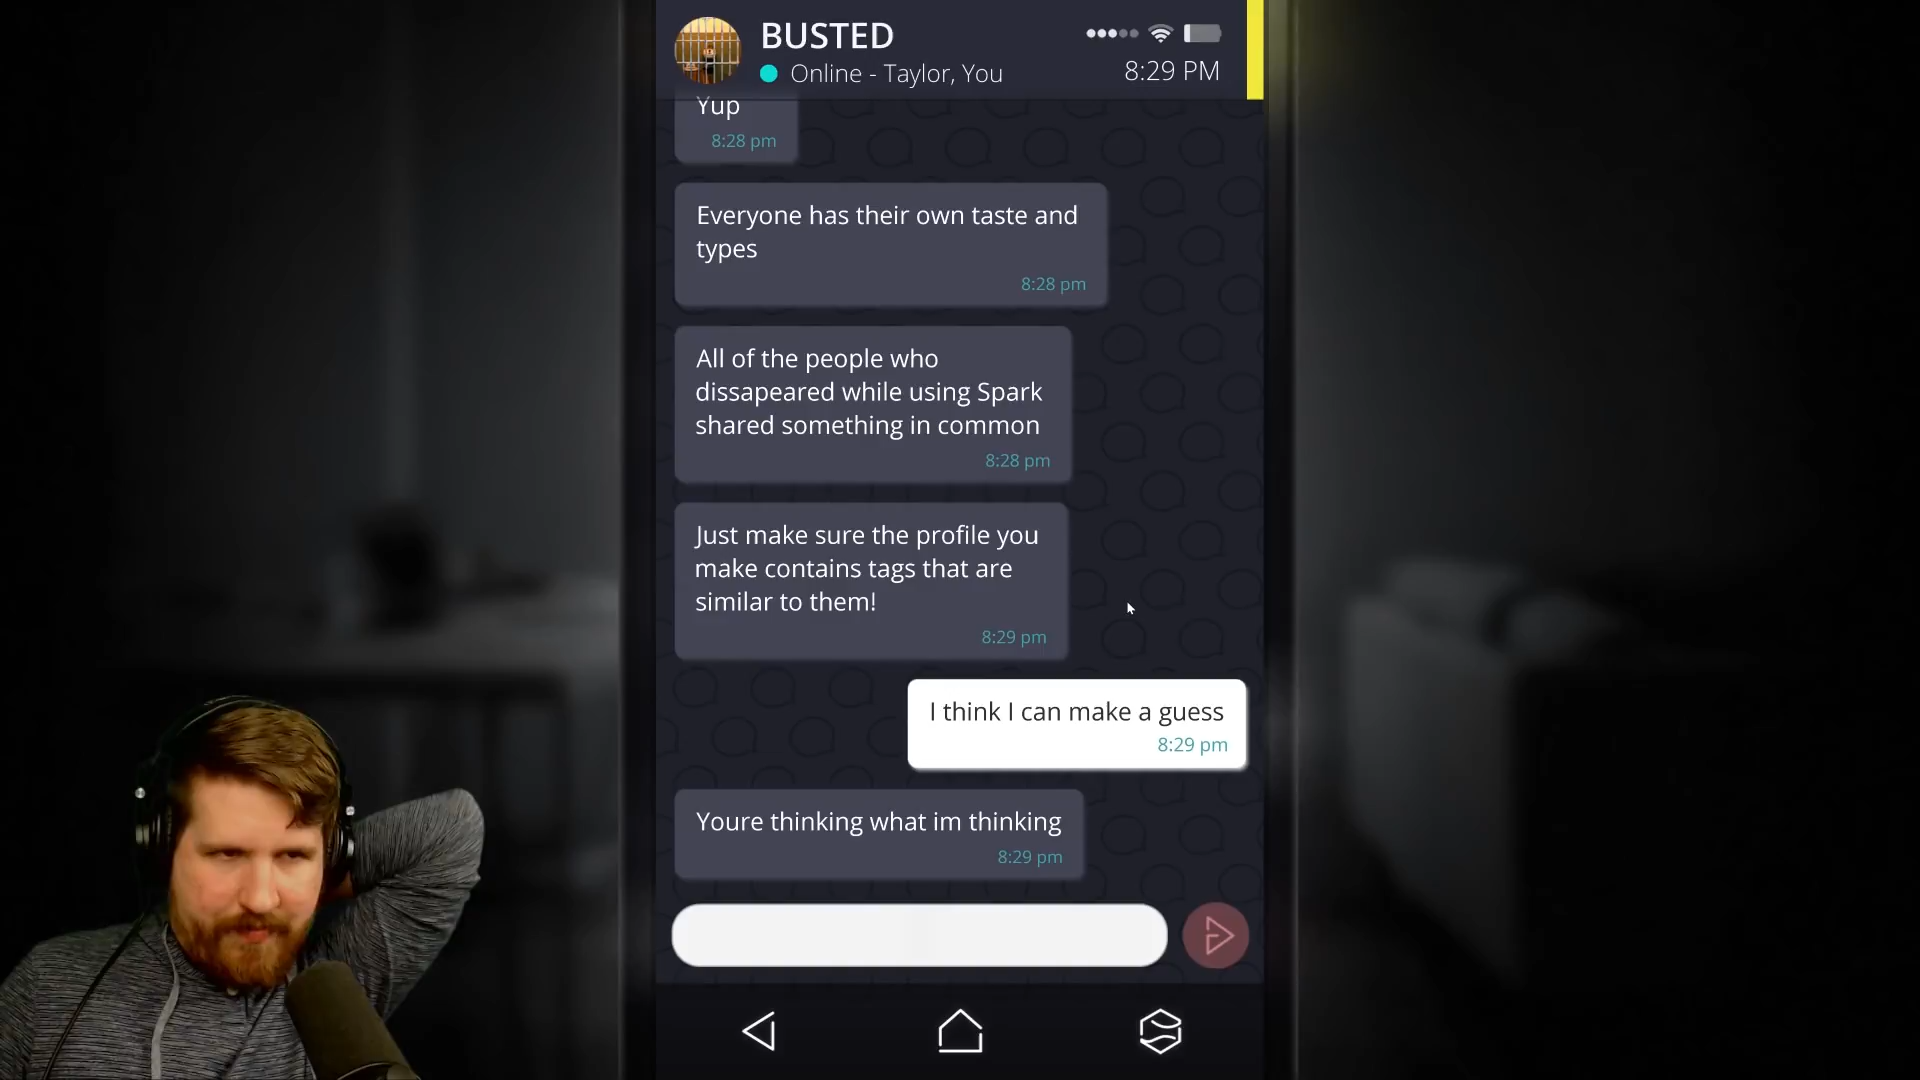 BUSTED
Online - Taylor, You
8:29 PM
Yup
8:28 pm
Everyone has their own taste and
types
8:28 pm
All of the people who
dissapeared while using Spark
shared something in common
8:28 pm
Just make sure the profile you
make contains tags that are
similar to them!
8:29 pm
I think I can make a guess
8:29 pm
Youre thinking what im thinking
8:29 pm